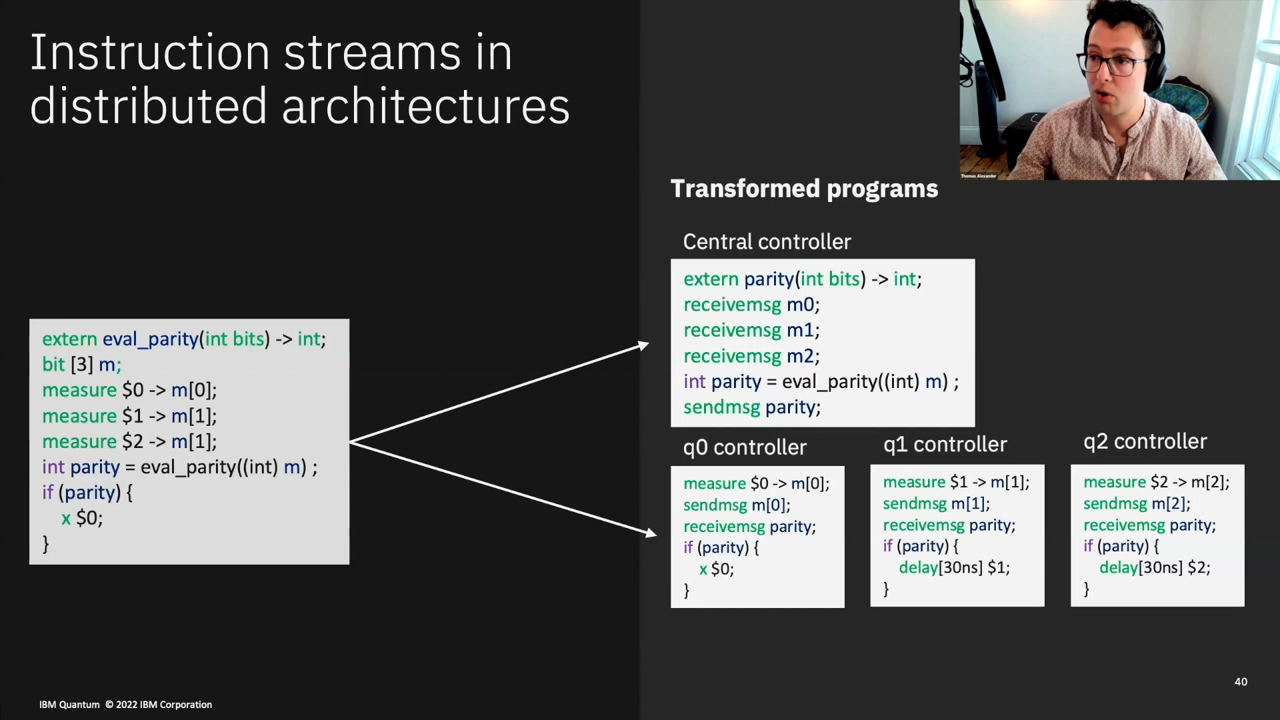 Instruction streams in
distributed architectures
Thomas Alexander
Transformed programs
Central controller
extern parity(int bits) -> int;
receivemsg m0;
receivemsg m1;
receivemsg m2;
int parity = eval_parity((int) m) ;
sendmsg parity;
extern eval_parity(int bits) -> int;
bit [3] m;
measure $0 -> m[0];
measure $1 -> m[1];
measure $2 -> m[1];
int parity = eval_parity((int) m) ;
if (parity) {
x $0;
}
q0 controller
measure $0 -> m[0];
sendmsg m[0];
receivemsg parity;
if (parity) {
x $0;
}
q1 controller
measure $1 -> m[1];
sendmsg m[1];
receivemsg parity;
if (parity) {
delay[30ns] $1;
}
q2 controller
measure $2 -> m[2];
sendmsg m[2];
receivemsg parity;
if (parity) {
delay[30ns] $2;
}
40
IBM Quantum © 2022 IBM Corporation